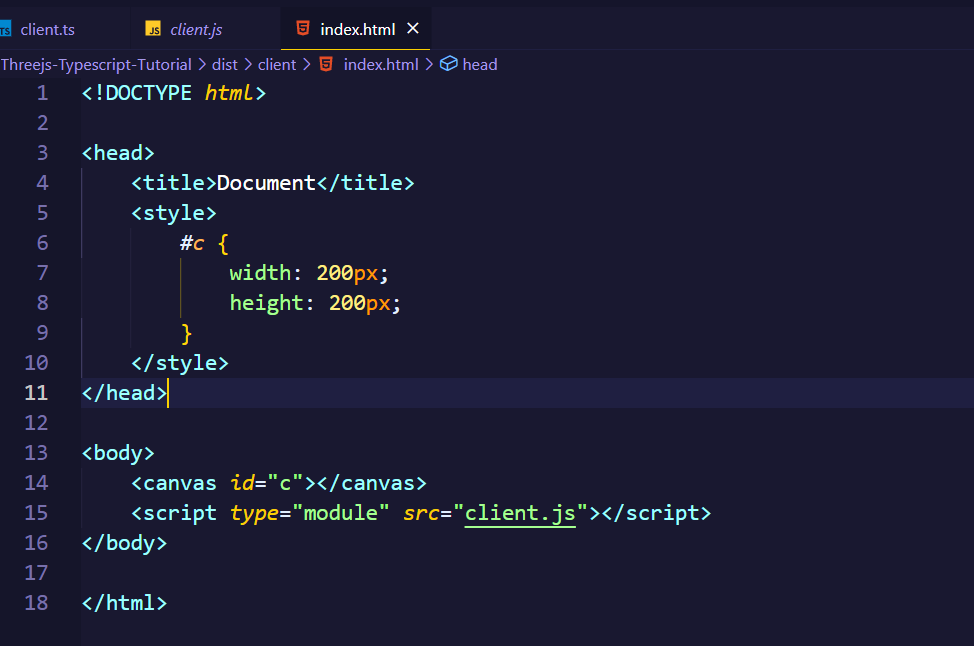 TS client.ts JS client.js index.html
Threejs-Typescript-Tutorial > dist > client > index.html > head
1 <!DOCTYPE html>
2
3 <head>
4 <title>Document</title>
5 <style>
6 #c {
7 width: 200px;
8 height: 200px;
9 }
10 </style>
11 </head>
12
13 <body>
14 <canvas id="c"></canvas>
15 <script type="module" src="client.js"></script>
16 </body>
17
18 </html>